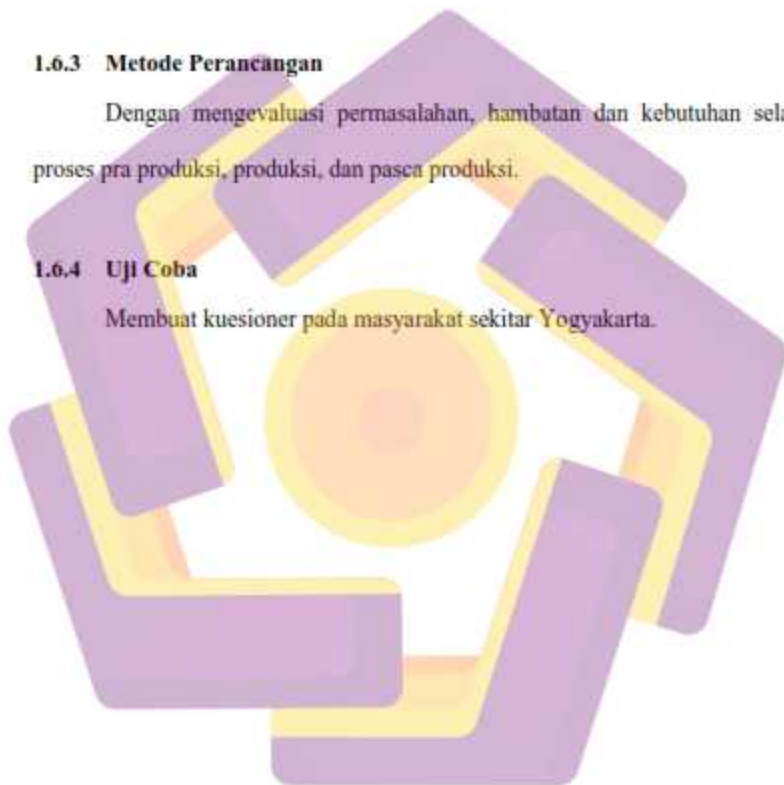 1.6.3 Metode Perancangan
Dengan mengevaluasi permasalahan, hambatan dan kebutuhan sela
proses pra produksi, produksi, dan pasca produksi.
1.6.4 Uji Coba
Membuat kuesioner pada masyarakat sekitar Yogyakarta.